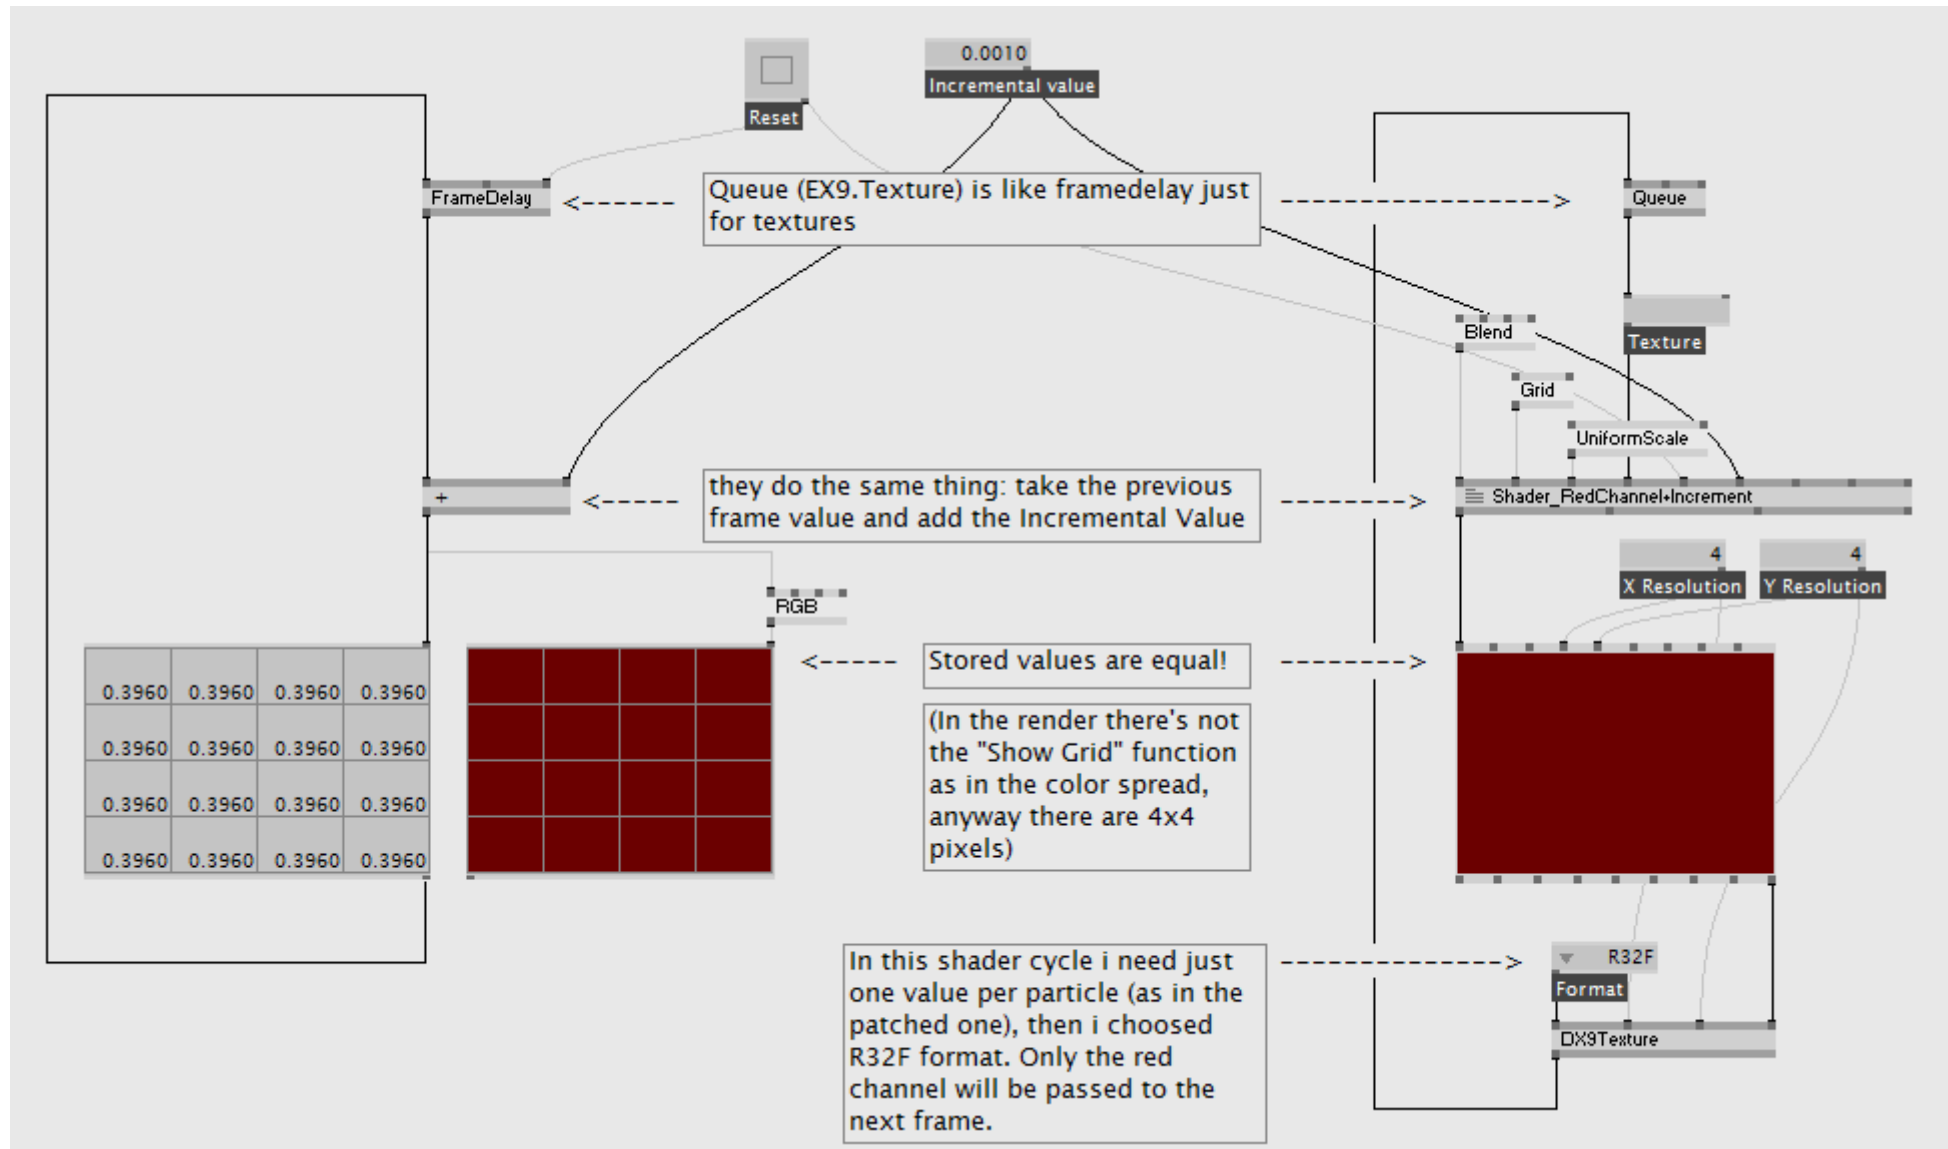 0.0010
Incremental value
Reset
FrameDelay
<------
Queue (EX9.Texture) is like framedelay just
for textures
----------------->
Queue
Blend
Texture
Grid
UniformScale
+
<-----
they do the same thing: take the previous
frame value and add the Incremental Value
--------->
Shader_RedChannel+Increment
4
4
X Resolution
Y Resolution
RGB
<-----
Stored values are equal!
--------->
0.3960 0.3960 0.3960 0.3960
0.3960 0.3960 0.3960 0.3960
0.3960 0.3960 0.3960 0.3960
0.3960 0.3960 0.3960 0.3960
(In the render there's not
the "Show Grid" function
as in the color spread,
anyway there are 4x4
pixels)
In this shader cycle i need just
one value per particle (as in the
patched one), then i choosed
R32F format. Only the red
channel will be passed to the
next frame.
-------------->
R32F
Format
DX9Texture